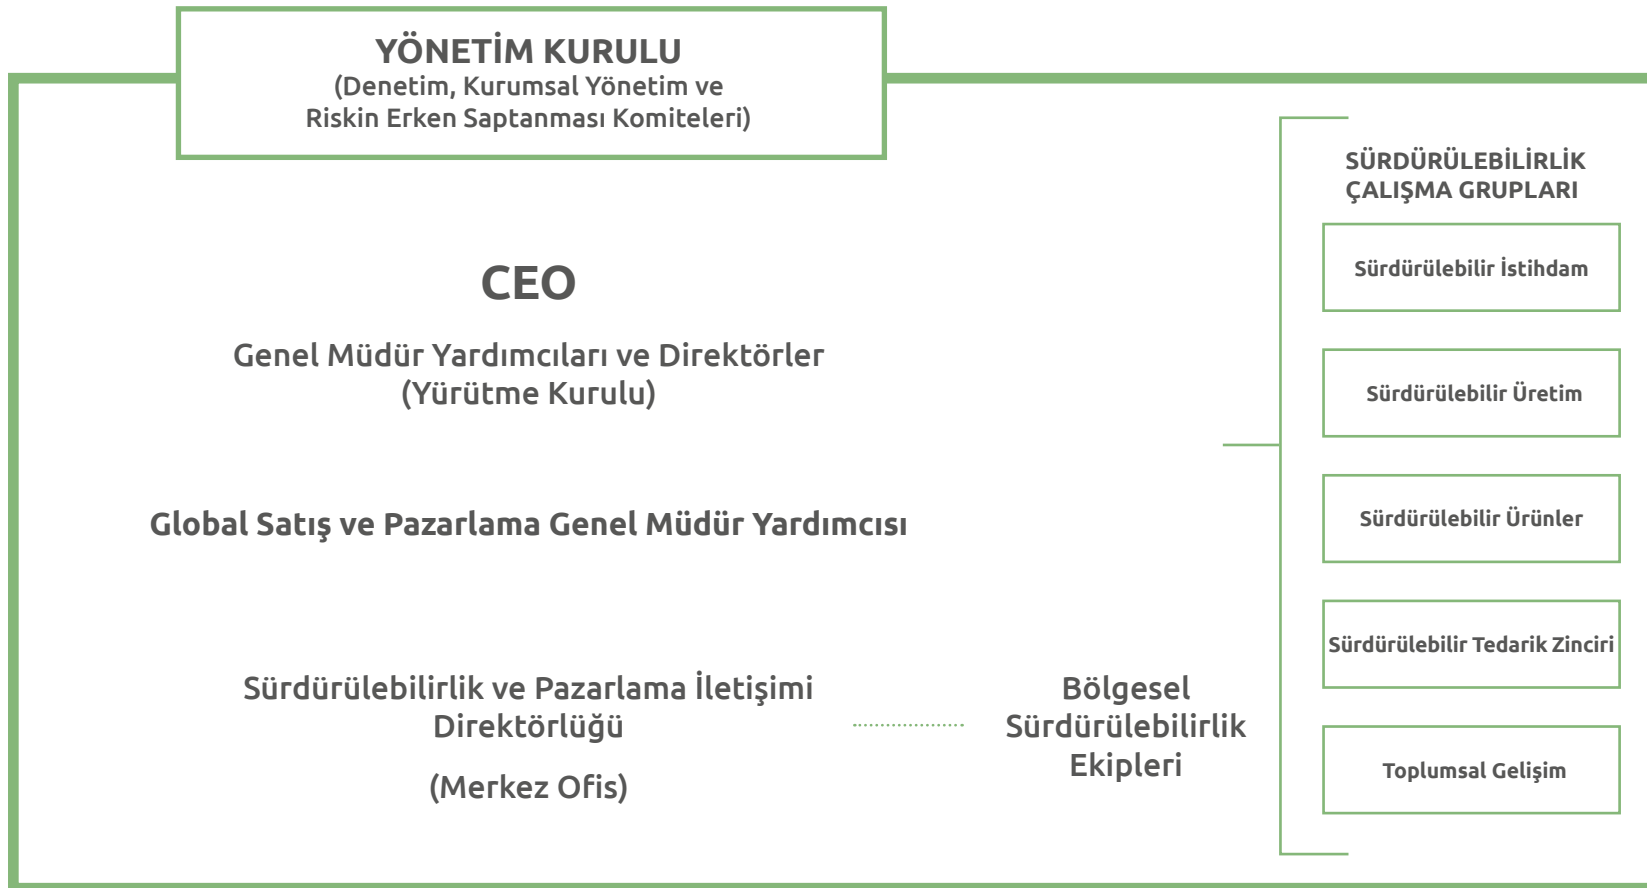 YÖNETİM KURULU
(Denetim, Kurumsal Yönetim ve
Riskin Erken Saptanması Komiteleri)
CEO
Genel Müdür Yardımcıları ve Direktörler
(Yürütme Kurulu)
Global Satış ve Pazarlama Genel Müdür Yardımcısı
Sürdürülebilirlik ve Pazarlama İletişimi
Direktörlüğü
(Merkez Ofis)
Bölgesel
Sürdürülebilirlik
Ekipleri
SÜRDÜRÜLEBİLİRLİK
ÇALIŞMA GRUPLARI
Sürdürülebilir İstihdam
Sürdürülebilir Üretim
Sürdürülebilir Ürünler
Sürdürülebilir Tedarik Zinciri
Toplumsal Gelişim